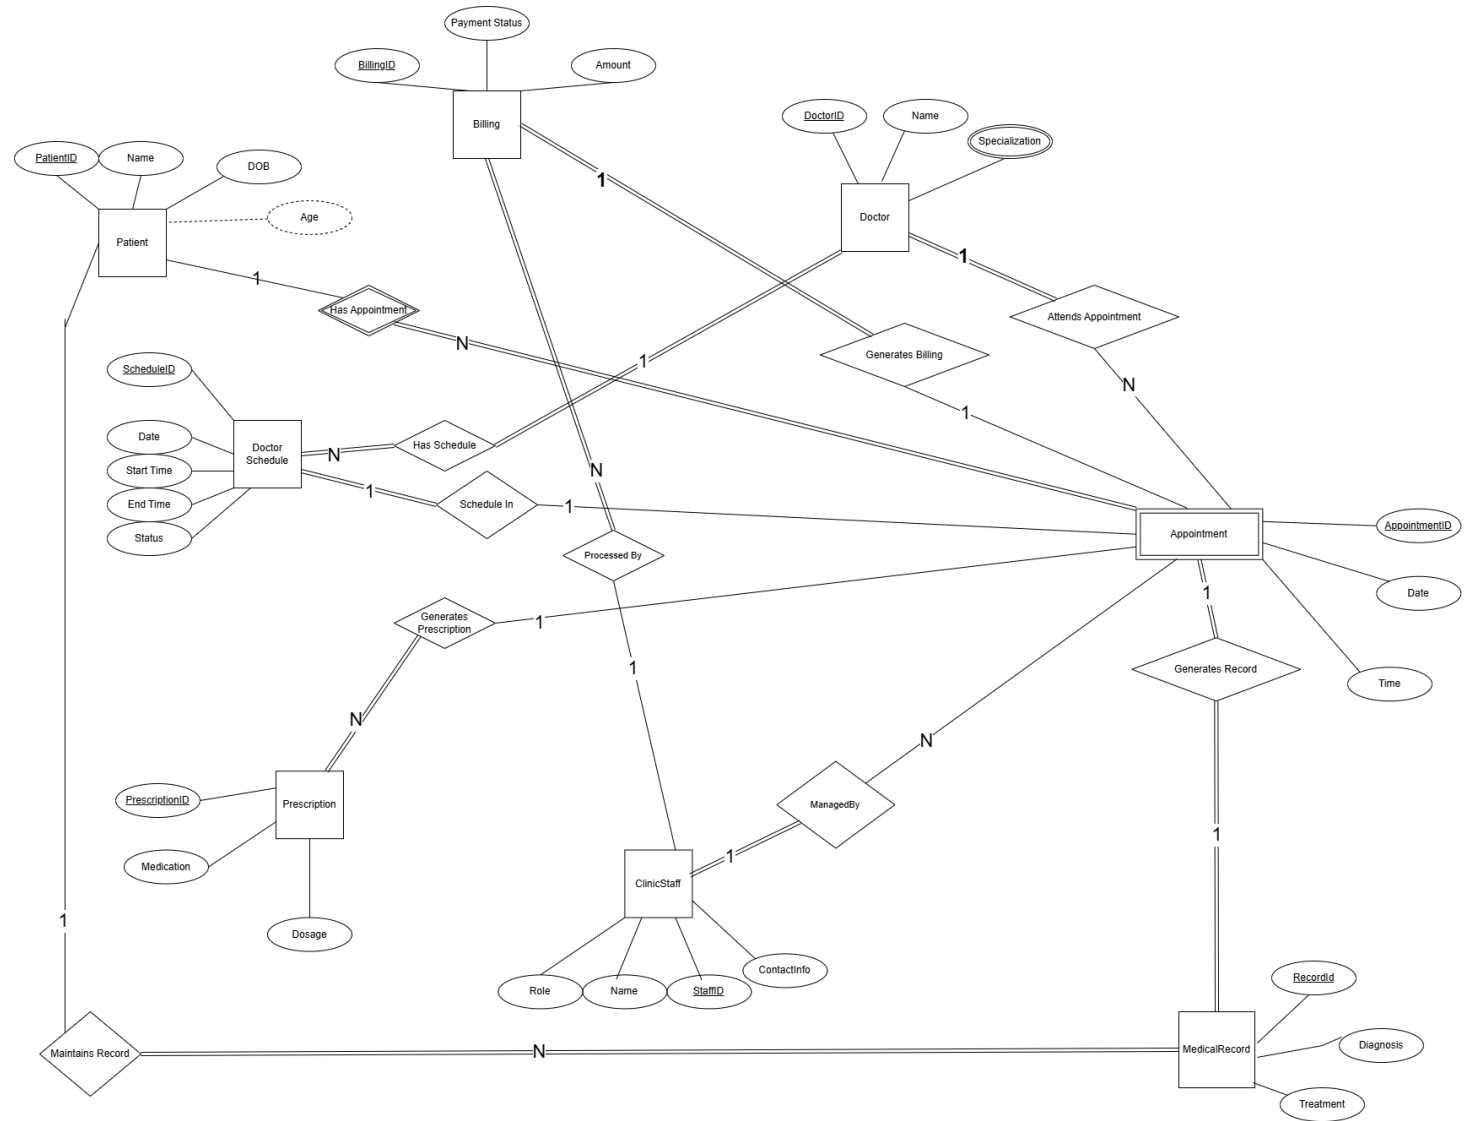 Payment Status
BillingID
Amount
Billing
DoctorID
Name
Specialization
PatientID
Name
DOB
Age
Patient
Doctor
1
1
1
Has Appointment
Attends Appointment
N
Generates Billing
1
ScheduleID
N
1
Date
Start Time
End Time
Status
Doctor
Schedule
N
Has Schedule
1
Schedule In
1
N
Appointment
AppointmentID
Processed By
Date
1
Generates
Prescription
1
1
Generates Record
Time
N
N
PrescriptionID
Prescription
ManagedBy
Medication
1
1
ClinicStaff
1
Dosage
Role
Name
StaffID
ContactInfo
RecordId
Maintains Record
N
MedicalRecord
Diagnosis
Treatment